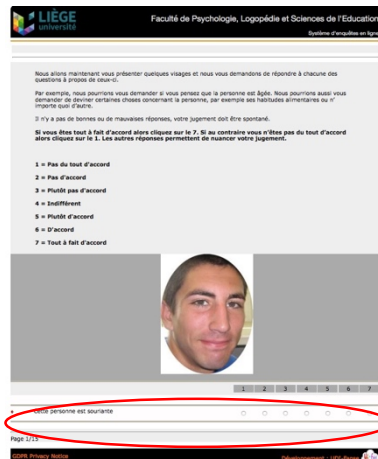 LIÈGE
université
Faculté de Psychologie, Logopédie et Sciences de l'Education
Système d'enquêtes en ligne
Nous allons maintenant vous présenter quelques visages et nous vous demandons de répondre à chacune des
questions à propos de ceux-ci.
Par exemple, nous pourrions vous demander si vous pensez que la personne est âgée. Nous pourrions aussi vous
demander de deviner certaines choses concernant la personne, par exemple ses habitudes alimentaires ou n'
importe quoi d'autre.
Il n'y a pas de bonnes ou de mauvaises réponses, votre jugement doit être spontané.
Si vous êtes tout à fait d'accord alors cliquez sur le 7. Si au contraire vous n'êtes pas du tout d'accord
alors cliquez sur le 1. Les autres réponses permettent de nuancer votre jugement.
1 = Pas du tout d'accord
2 = Pas d'accord
3 = Plutôt pas d'accord
4 = Indifférent
5 = Plutôt d'accord
6 = D'accord
7 = Tout à fait d'accord
1 2 3 4 5 6 7
Cette personne est souriante
Page 1/15
GDPR Privacy Notice
Développement : UDI-Fapse